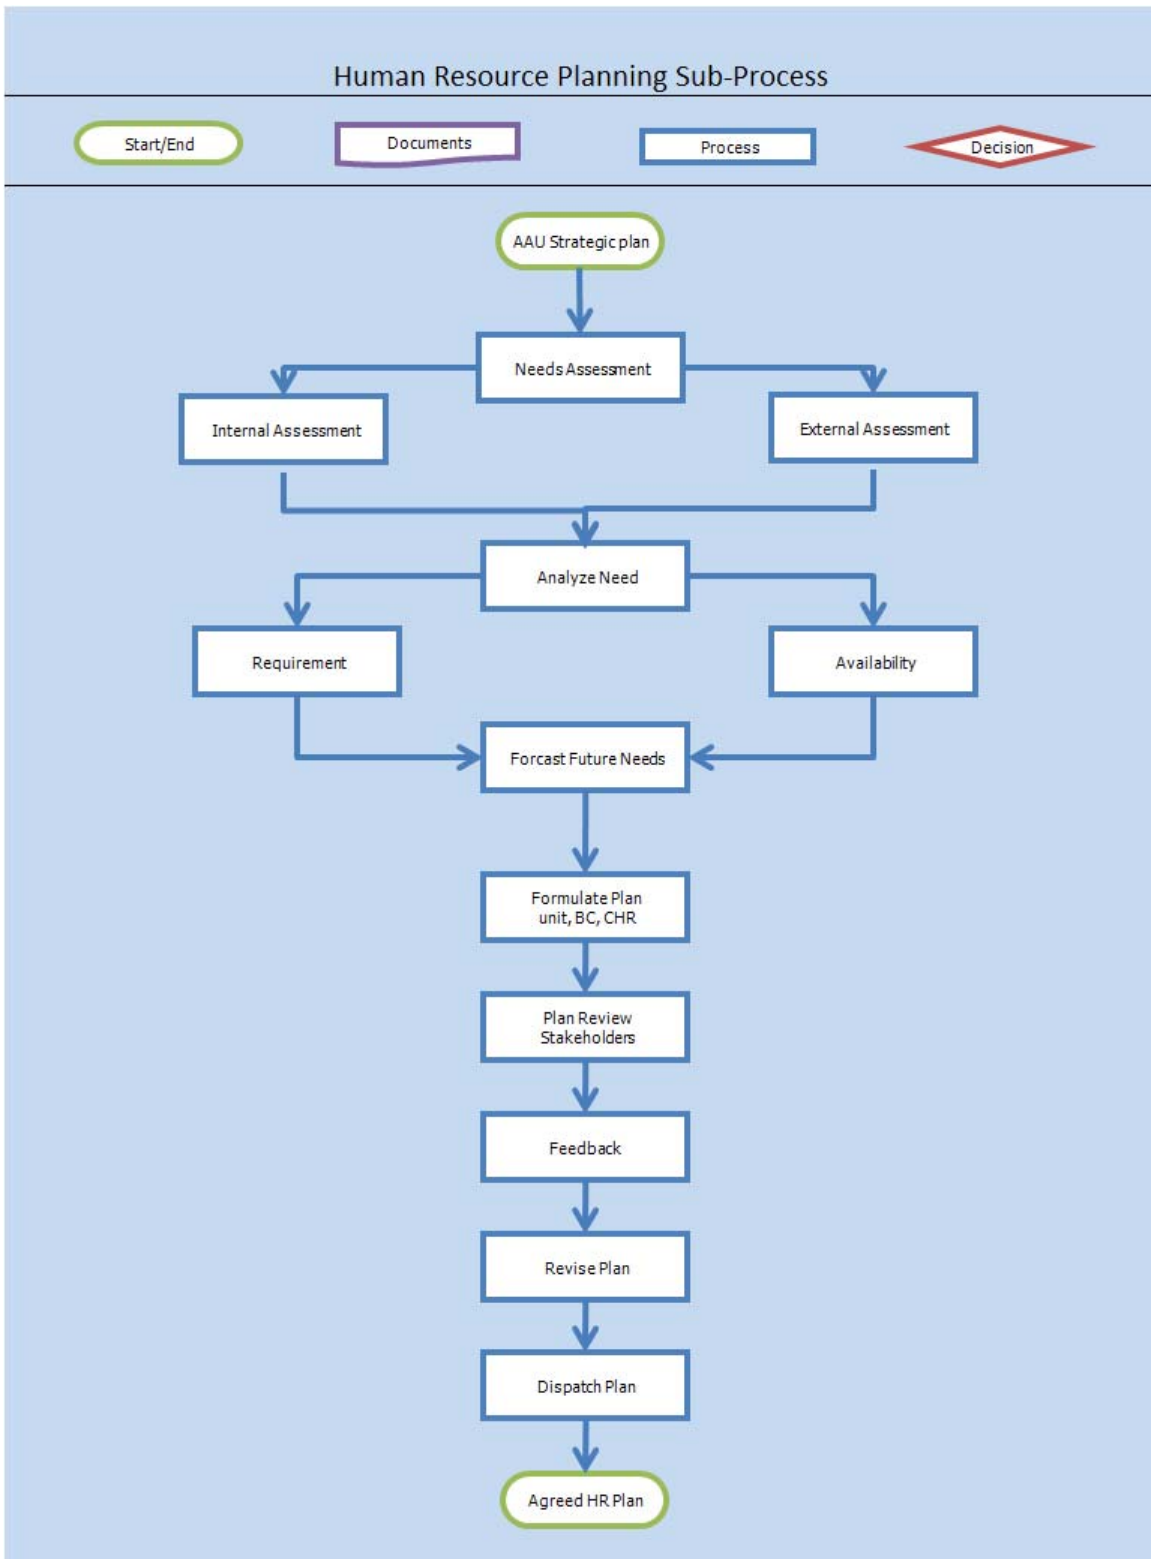 Human Resource Planning Sub-Process
Start/End
Documents
Process
Decision
AAU Strategic plan
Needs Assessment
Internal Assessment
External Assessment
Analyze Need
Requirement
Availability
Forcast Future Needs
Formulate Plan
unit, BC, CHR
Plan Review
Stakeholders
Feedback
Revise Plan
Dispatch Plan
Agreed HR Plan